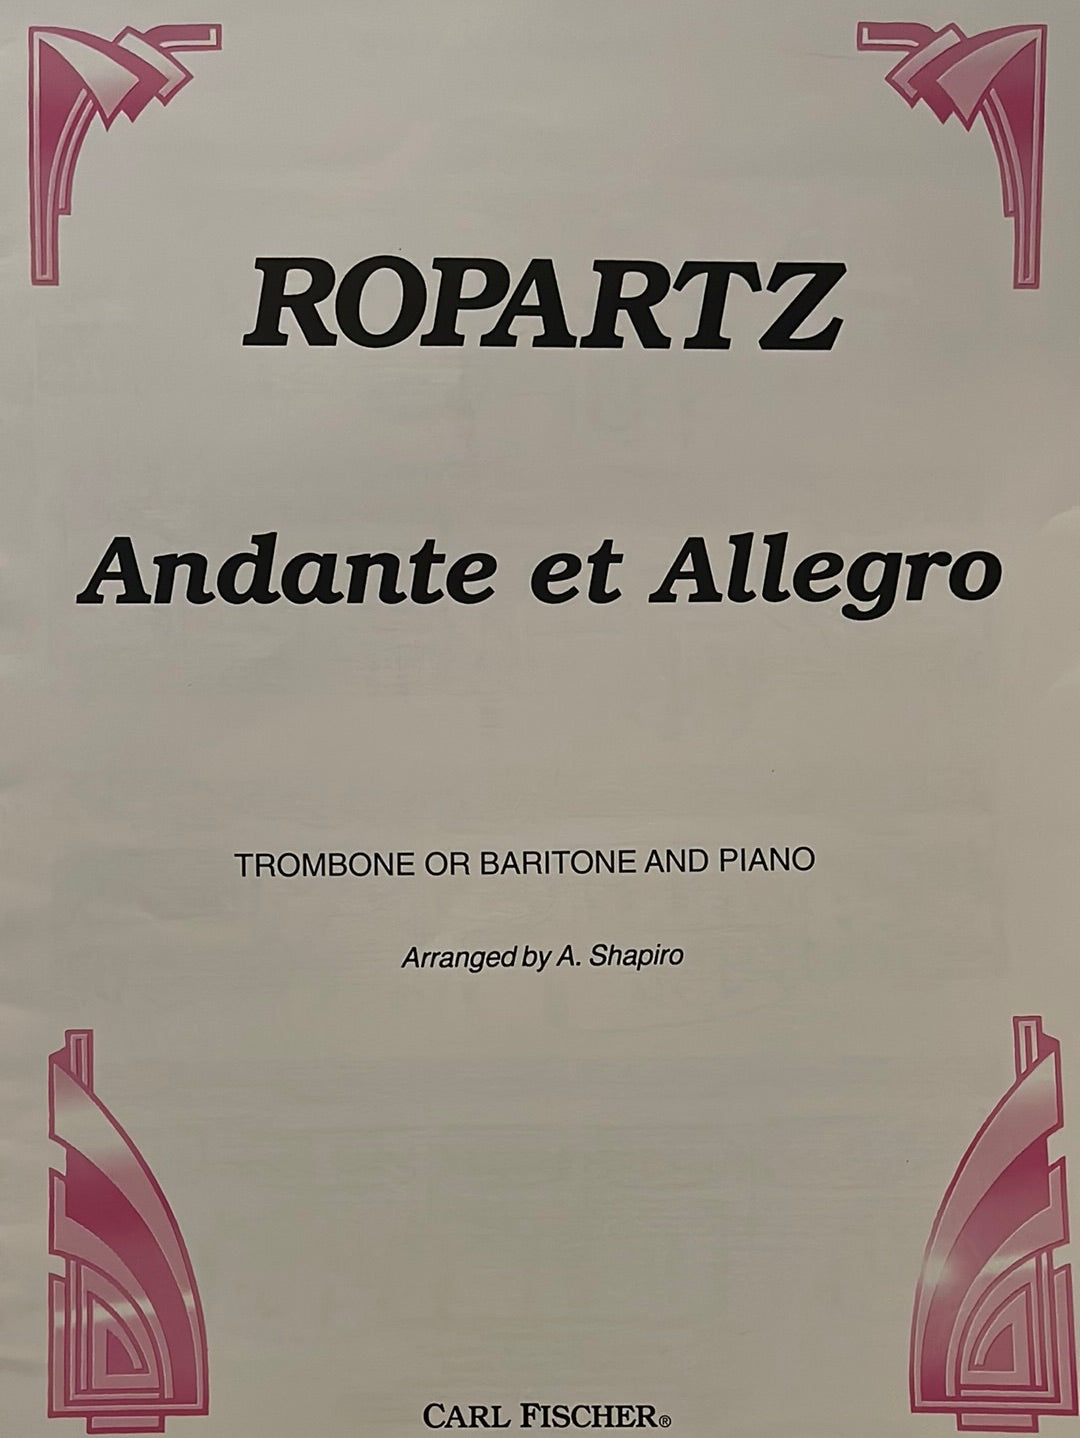 ROPARTZ
Andante et Allegro
TROMBONE OR BARITONE AND PIANO
Arranged by A. Shapiro
CARL FISCHER®